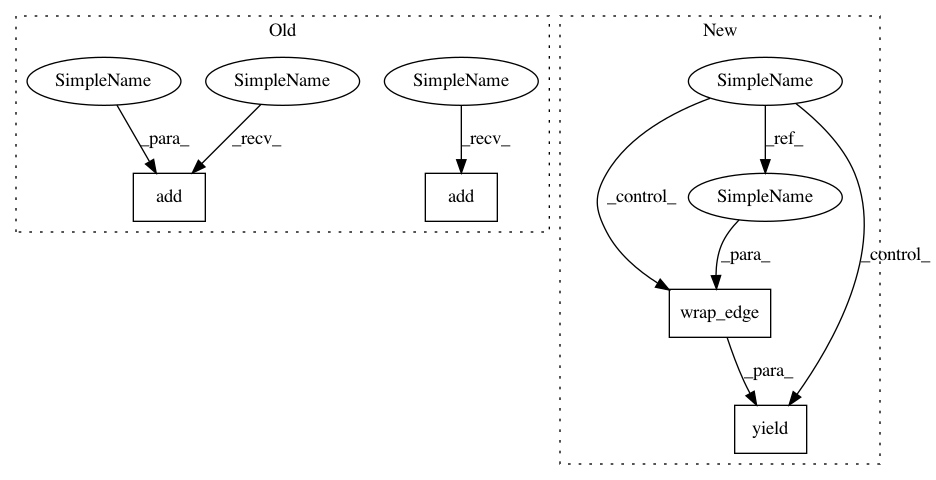 Old
New
SimpleName
SimpleName
SimpleName
SimpleName
_para_
_recv_
_recv_
_ref_
add
add
SimpleName
_control_
_para_
_control_
wrap_edge
_para_
yield